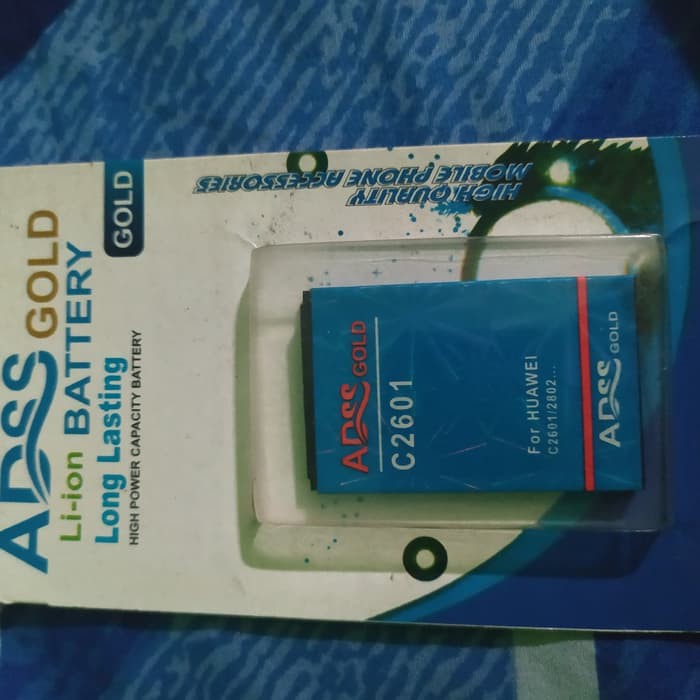 ADSS GOLD
Li-ion BATTERY
Long Lasting
HIGH POWER CAPACITY BATTERY
GOLD
HIGH QUALITY
MOBILE PHONE ACCESSORIES
ADSS GOLD
C2601
For HUAWEI
C2601/2802...
ADSS GOLD